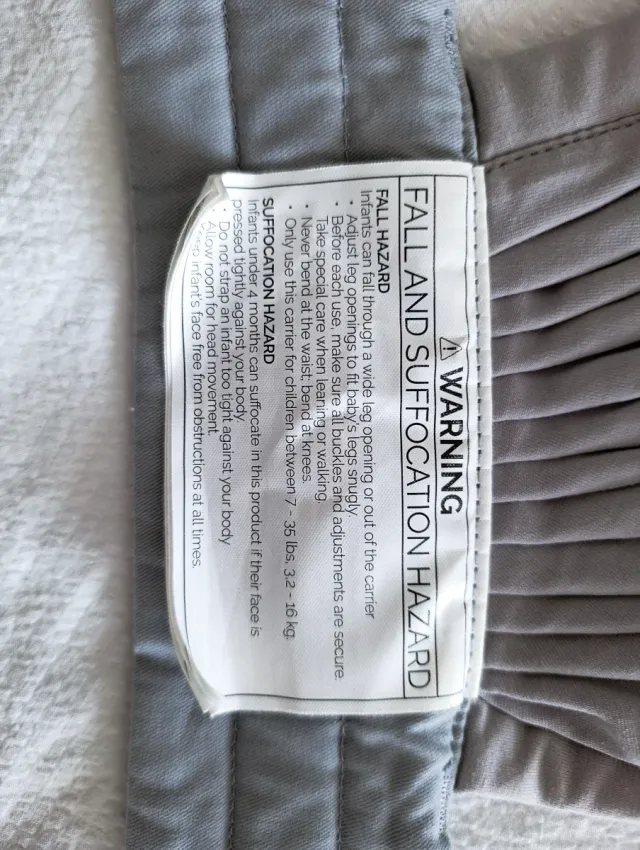 ⚠ WARNING
FALL AND SUFFOCATION HAZARD
FALL HAZARD
Infants can fall through a wide leg opening or out of the carrier
• Adjust leg openings to fit baby's legs snugly.
• Before each use, make sure all buckles and adjustments are secure.
Take special care when leaning or walking.
• Never bend at the waist; bend at knees.
• Only use this carrier for children between 7 - 35 lbs, 3.2 - 16 kg.
SUFFOCATION HAZARD
Infants under 4 months can suffocate in this product if their face is
pressed tightly against your body.
• Do not strap an infant too tight against your body
Allow room for head movement.
Keep infant's face free from obstructions at all times.